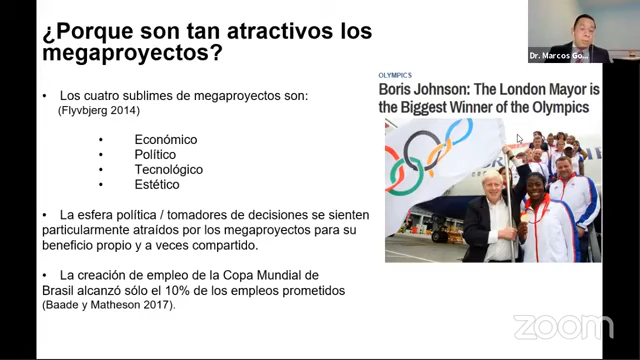 ¿Porque son tan atractivos los
megaproyectos?
• Los cuatro sublimes de megaproyectos son:
(Flyvbjerg 2014)
• Económico
• Político
• Tecnológico
• Estético
• La esfera política / tomadores de decisiones se sienten
particularmente atraídos por los megaproyectos para su
beneficio propio y a veces compartido.
• La creación de empleo de la Copa Mundial de
Brasil alcanzó sólo el 10% de los empleos prometidos
(Baade y Matheson 2017).
Dr. Marcos Go...
OLYMPICS
Boris Johnson: The London Mayor is
the Biggest Winner of the Olympics
zoom